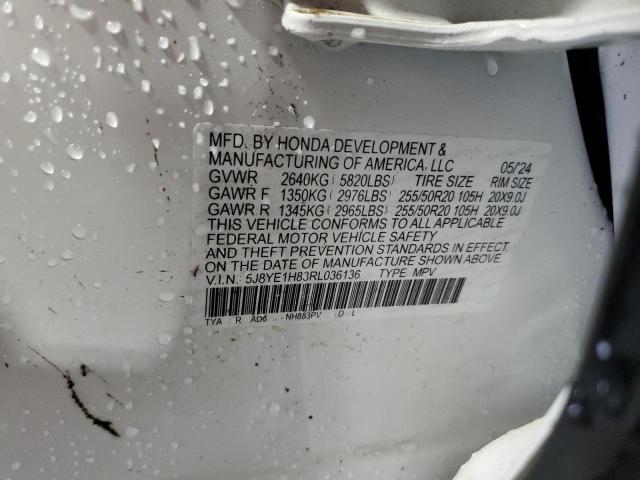 MFD. BY HONDA DEVELOPMENT &
MANUFACTURING OF AMERICA, LLC 05/'24
GVWR 2640KG ( 5820LBS) TIRE SIZE RIM SIZE
GAWR F 1350KG ( 2976LBS) 255/50R20 105H 20X9.0J
GAWR R 1345KG ( 2965LBS) 255/50R20 105H 20X9.0J
THIS VEHICLE CONFORMS TO ALL APPLICABLE
FEDERAL MOTOR VEHICLE SAFETY
AND THEFT PREVENTION STANDARDS IN EFFECT
ON THE DATE OF MANUFACTURE SHOWN ABOVE.
V.I.N.: 5J8YE1H83RL036136 TYPE: MPV
TYA R AD6 NH883PV D L